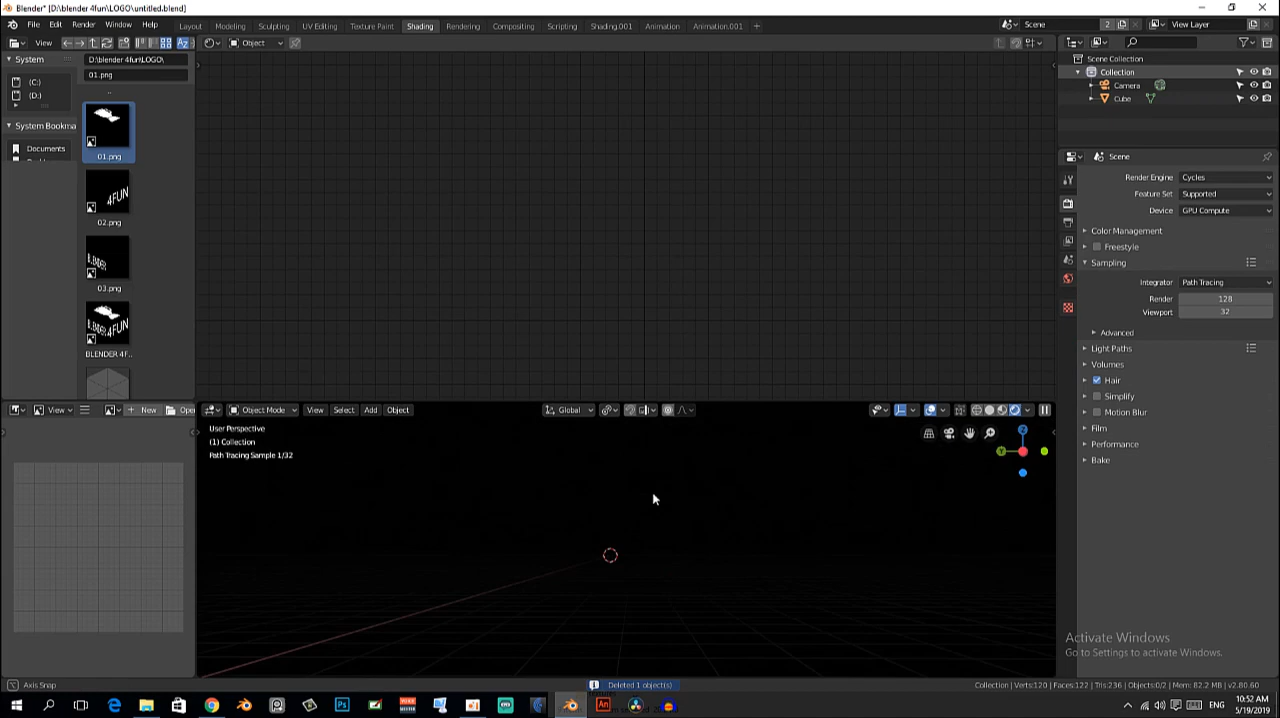 Blender* [D:\blender 4fun\LOGO\untitled.blend]
File Edit Render Window Help Layout Modeling Sculpting UV Editing Texture Paint Shading Rendering Compositing Scripting Shading.001 Animation Animation.001 + Scene 2 View Layer
View Object
System D:\blender 4fun\LOGO\ Scene Collection
01.png Collection
(C:) Camera
(D:) .. Cube
System Bookma
Documents
01.png
Scene
Render Engine Cycles
Feature Set Supported
Device GPU Compute
02.png
Color Management
Freestyle
Sampling
Integrator Path Tracing
03.png
Render 128
Viewport 32
Advanced
Light Paths
BLENDER 4F..
Volumes
Hair
Simplify
View New Open Object Mode View Select Add Object Global
Motion Blur
User Perspective
Film
(1) Collection
Performance
Path Tracing Sample 1/32
Bake
Activate Windows
Go to Settings to activate Windows.
Axis Snap Deleted 1 object(s) Collection | Verts:120 | Faces:122 | Tris:236 | Objects:0/2 | Mem: 82.2 MB | v2.80.60
10:52 AM
ENG
5/19/2019